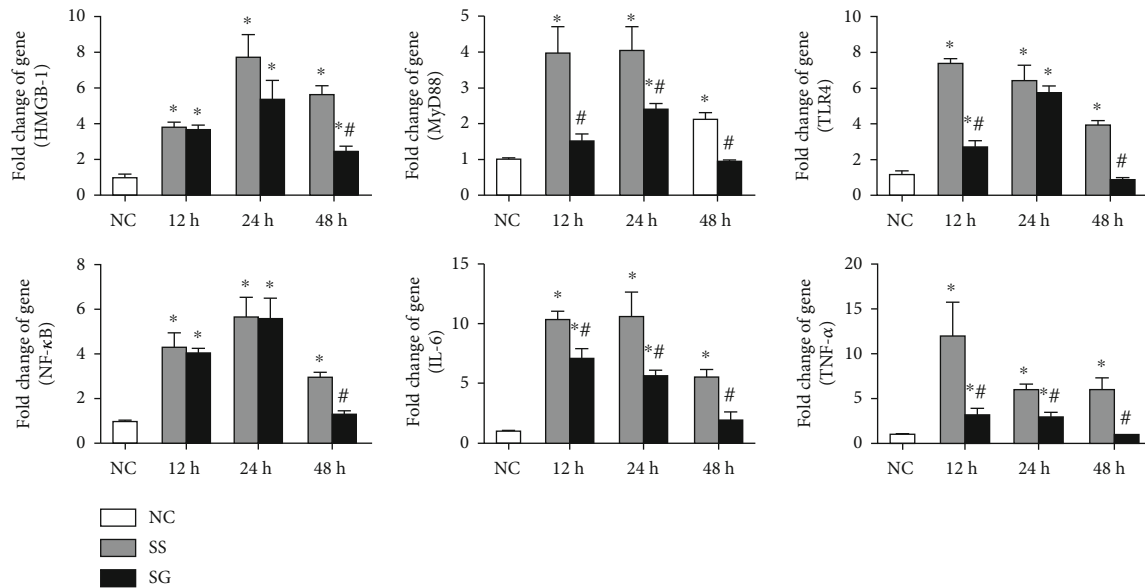 Fold change of gene
(HMGB-1)
10
8
6
4
2
0
*
*
*
*
*
*#
NC
12 h
24 h
48 h
Fold change of gene
(MyD88)
5
4
3
2
1
0
*
#
*
*#
*
#
NC
12 h
24 h
48 h
Fold change of gene
(TLR4)
10
8
6
4
2
0
*
*#
*
*
*
#
NC
12 h
24 h
48 h
Fold change of gene
(NF-κB)
8
6
4
2
0
*
*
*
*
*
#
NC
12 h
24 h
48 h
Fold change of gene
(IL-6)
15
10
5
0
*
*#
*
*#
*
#
NC
12 h
24 h
48 h
Fold change of gene
(TNF-α)
20
15
10
5
0
*
*#
*
*#
*
#
NC
12 h
24 h
48 h
NC
SS
SG